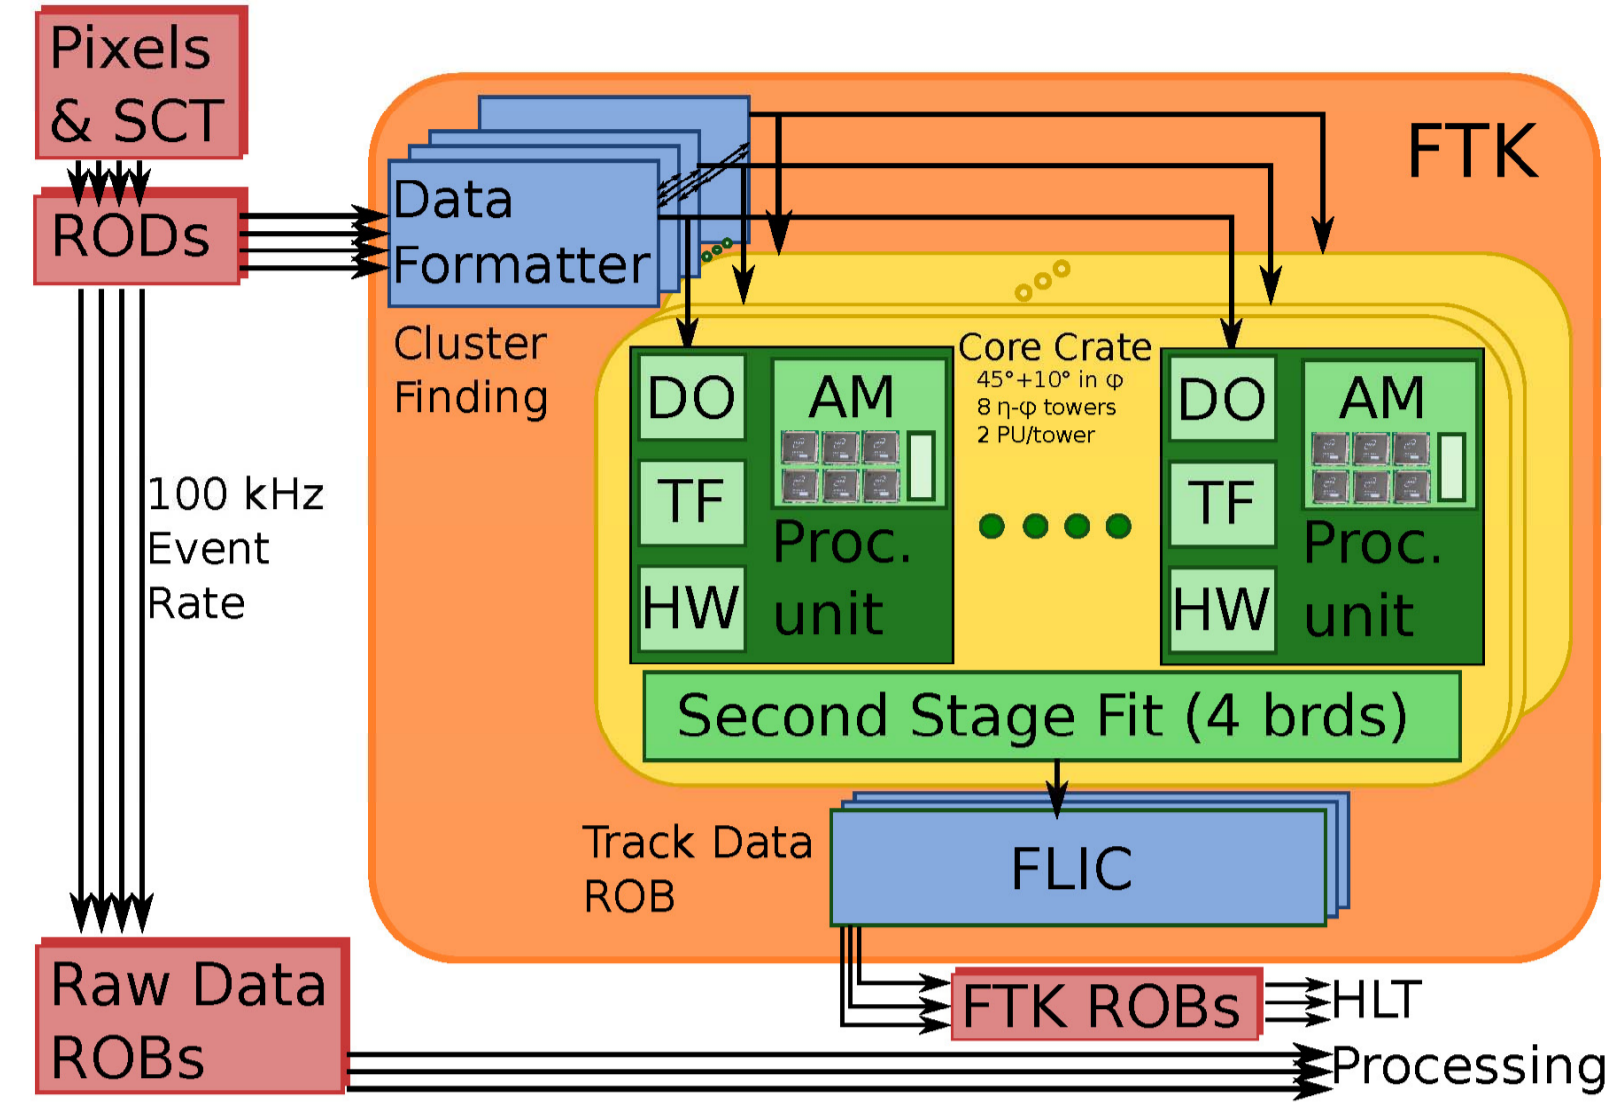 Pixels
& SCT
RODs
100 kHz
Event
Rate
Raw Data
ROBs
FTK
Data
Formatter
Cluster
Finding
Core Crate
45°+10° in φ
8 η-φ towers
2 PU/tower
DO
TF
HW
AM
Proc.
unit
DO
TF
HW
AM
Proc.
unit
Second Stage Fit (4 brds)
Track Data
ROB
FLIC
FTK ROBs
HLT
Processing